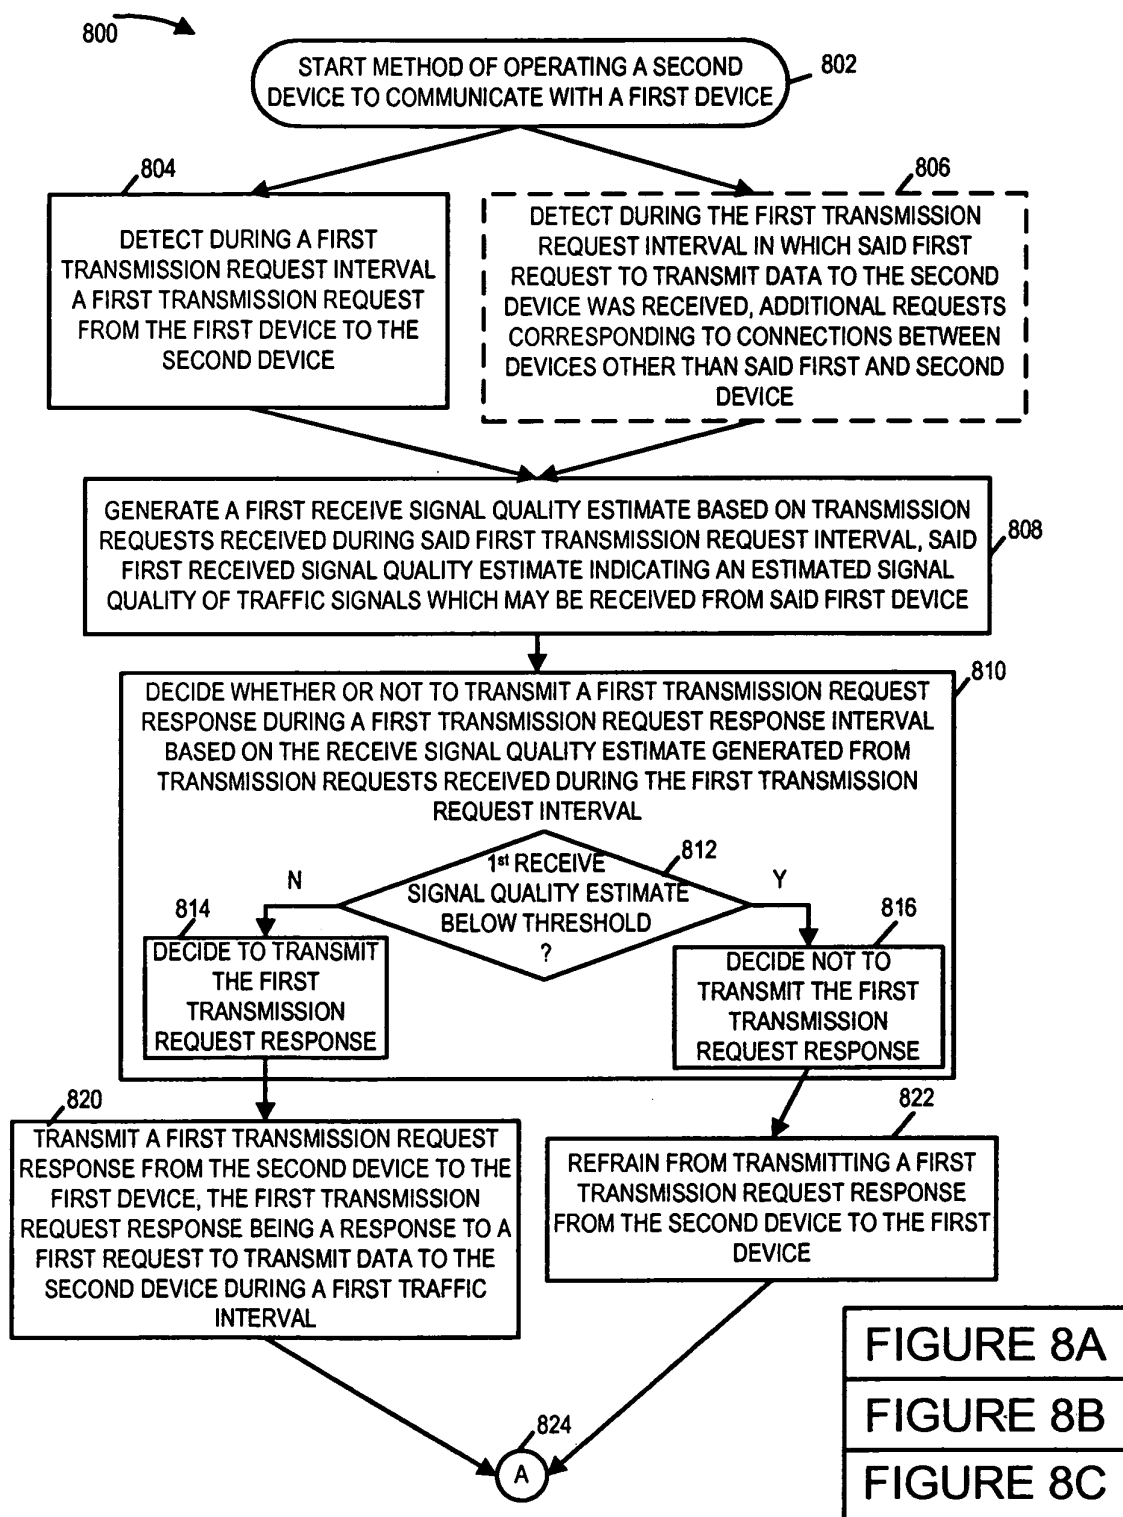 800
START METHOD OF OPERATING A SECOND
DEVICE TO COMMUNICATE WITH A FIRST DEVICE
802
804
DETECT DURING A FIRST
TRANSMISSION REQUEST INTERVAL
A FIRST TRANSMISSION REQUEST
FROM THE FIRST DEVICE TO THE
SECOND DEVICE
806
DETECT DURING THE FIRST TRANSMISSION
REQUEST INTERVAL IN WHICH SAID FIRST
REQUEST TO TRANSMIT DATA TO THE SECOND
DEVICE WAS RECEIVED, ADDITIONAL REQUESTS
CORRESPONDING TO CONNECTIONS BETWEEN
DEVICES OTHER THAN SAID FIRST AND SECOND
DEVICE
GENERATE A FIRST RECEIVE SIGNAL QUALITY ESTIMATE BASED ON TRANSMISSION
REQUESTS RECEIVED DURING SAID FIRST TRANSMISSION REQUEST INTERVAL, SAID
FIRST RECEIVED SIGNAL QUALITY ESTIMATE INDICATING AN ESTIMATED SIGNAL
QUALITY OF TRAFFIC SIGNALS WHICH MAY BE RECEIVED FROM SAID FIRST DEVICE
808
DECIDE WHETHER OR NOT TO TRANSMIT A FIRST TRANSMISSION REQUEST
RESPONSE DURING A FIRST TRANSMISSION REQUEST RESPONSE INTERVAL
BASED ON THE RECEIVE SIGNAL QUALITY ESTIMATE GENERATED FROM
TRANSMISSION REQUESTS RECEIVED DURING THE FIRST TRANSMISSION
REQUEST INTERVAL
810
1st RECEIVE
SIGNAL QUALITY ESTIMATE
BELOW THRESHOLD
?
812
N
Y
814
DECIDE TO TRANSMIT
THE FIRST
TRANSMISSION
REQUEST RESPONSE
816
DECIDE NOT TO
TRANSMIT THE FIRST
TRANSMISSION
REQUEST RESPONSE
820
TRANSMIT A FIRST TRANSMISSION REQUEST
RESPONSE FROM THE SECOND DEVICE TO THE
FIRST DEVICE, THE FIRST TRANSMISSION
REQUEST RESPONSE BEING A RESPONSE TO A
FIRST REQUEST TO TRANSMIT DATA TO THE
SECOND DEVICE DURING A FIRST TRAFFIC
INTERVAL
822
REFRAIN FROM TRANSMITTING A FIRST
TRANSMISSION REQUEST RESPONSE
FROM THE SECOND DEVICE TO THE FIRST
DEVICE
824
A
FIGURE 8A
FIGURE 8B
FIGURE 8C